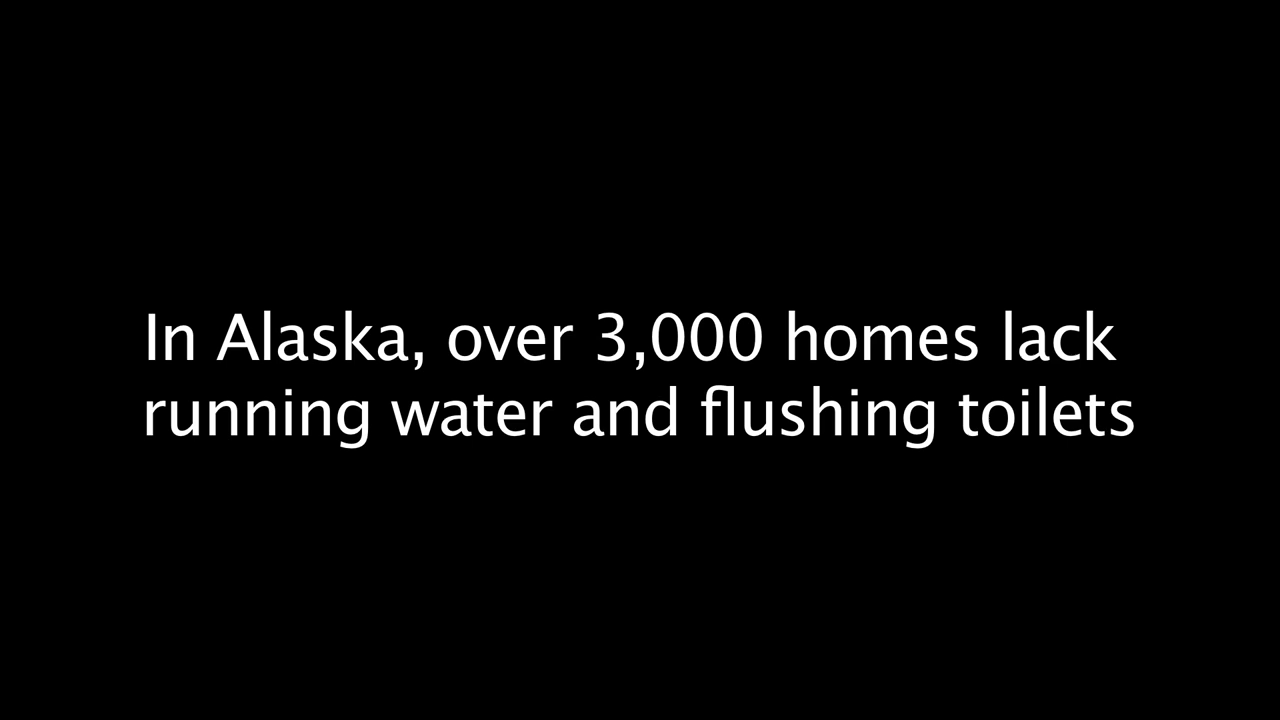 In Alaska, over 3,000 homes lack
running water and flushing toilets